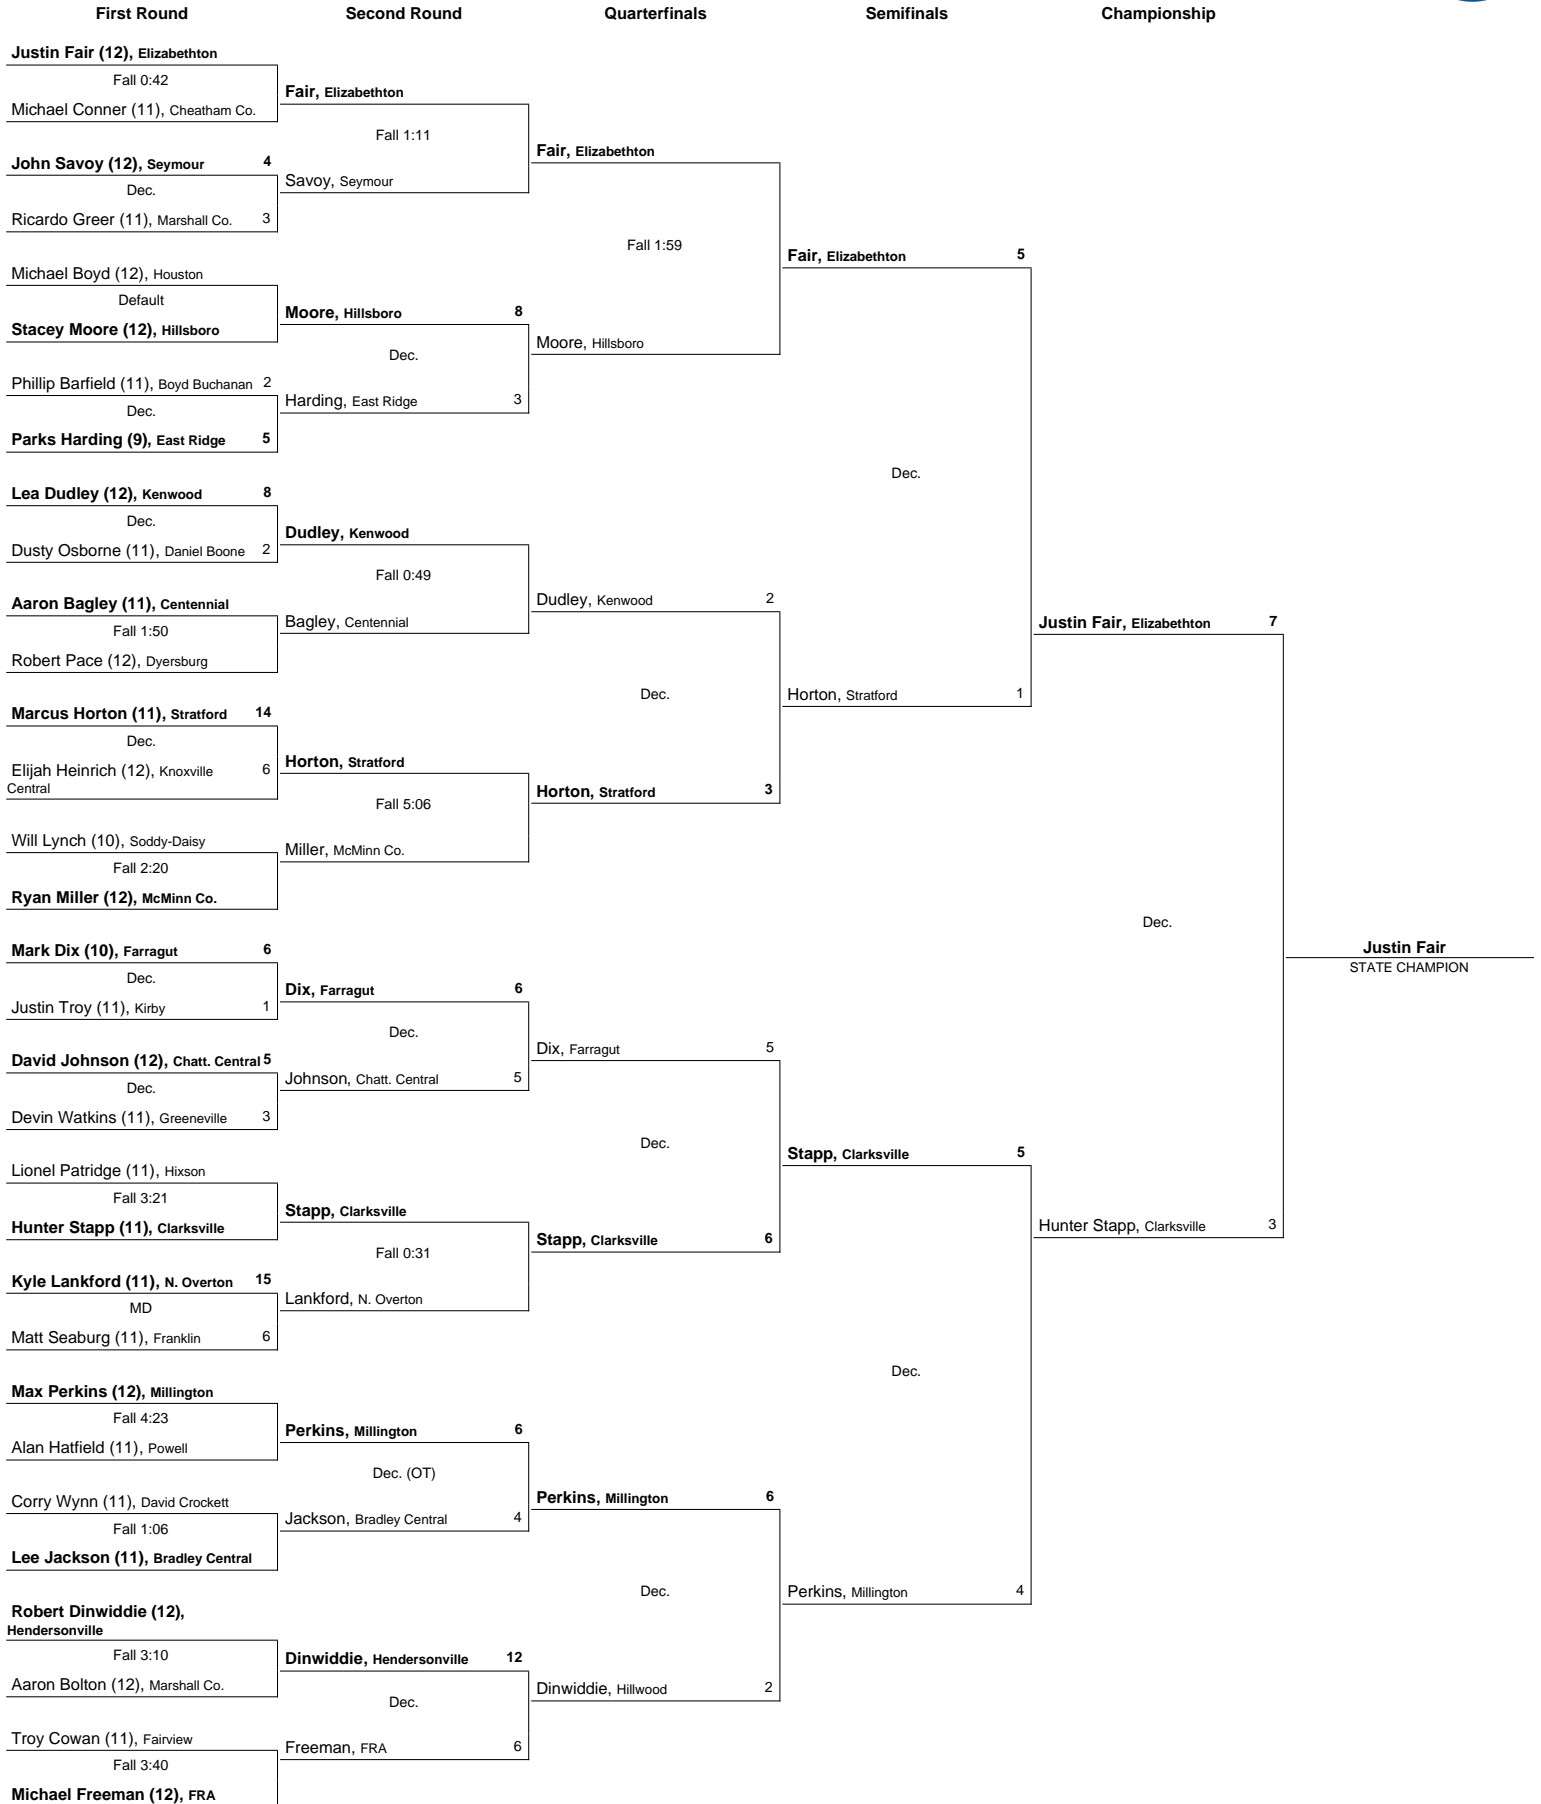 First Round
Second Round
Quarterfinals
Semifinals
Championship
Justin Fair (12), Elizabethton
Fall 0:42
Michael Conner (11), Cheatham Co.
John Savoy (12), Seymour 4
Dec.
Ricardo Greer (11), Marshall Co. 3
Michael Boyd (12), Houston
Default
Stacey Moore (12), Hillsboro
Phillip Barfield (11), Boyd Buchanan 2
Dec.
Parks Harding (9), East Ridge 5
Lea Dudley (12), Kenwood 8
Dec.
Dusty Osborne (11), Daniel Boone 2
Aaron Bagley (11), Centennial
Fall 1:50
Robert Pace (12), Dyersburg
Marcus Horton (11), Stratford 14
Dec.
Elijah Heinrich (12), Knoxville 6
Central
Will Lynch (10), Soddy-Daisy
Fall 2:20
Ryan Miller (12), McMinn Co.
Mark Dix (10), Farragut 6
Dec.
Justin Troy (11), Kirby 1
David Johnson (12), Chatt. Central 5
Dec.
Devin Watkins (11), Greeneville 3
Lionel Patridge (11), Hixson
Fall 3:21
Hunter Stapp (11), Clarksville
Kyle Lankford (11), N. Overton 15
MD
Matt Seaburg (11), Franklin 6
Max Perkins (12), Millington
Fall 4:23
Alan Hatfield (11), Powell
Corry Wynn (11), David Crockett
Fall 1:06
Lee Jackson (11), Bradley Central
Robert Dinwiddie (12),
Hendersonville
Fall 3:10
Aaron Bolton (12), Marshall Co.
Troy Cowan (11), Fairview
Fall 3:40
Michael Freeman (12), FRA
Fair, Elizabethton
Fall 1:11
Savoy, Seymour
Moore, Hillsboro 8
Dec.
Harding, East Ridge 3
Dudley, Kenwood
Fall 0:49
Bagley, Centennial
Horton, Stratford
Fall 5:06
Miller, McMinn Co.
Dix, Farragut 6
Dec.
Johnson, Chatt. Central 5
Stapp, Clarksville
Fall 0:31
Lankford, N. Overton
Perkins, Millington 6
Dec. (OT)
Jackson, Bradley Central 4
Dinwiddie, Hendersonville 12
Dec.
Freeman, FRA 6
Fair, Elizabethton
Fall 1:59
Moore, Hillsboro
Dudley, Kenwood 2
Dec.
Horton, Stratford 3
Dix, Farragut 5
Dec.
Stapp, Clarksville 6
Perkins, Millington 6
Dec.
Dinwiddie, Hillwood 2
Fair, Elizabethton 5
Dec.
Horton, Stratford 1
Stapp, Clarksville 5
Dec.
Perkins, Millington 4
Justin Fair, Elizabethton 7
Dec.
Hunter Stapp, Clarksville 3
Justin Fair
STATE CHAMPION